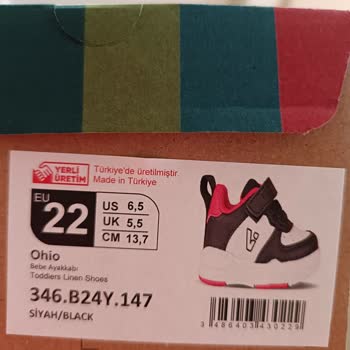 YERLİ
ÜRETİM
Türkiye'de üretilmiştir
Made in Türkiye
EU
22
US 6,5
UK 5,5
CM 13,7
Ohio
Bebe Ayakkabı
Toddlers Linen Shoes
346.B24Y.147
SİYAH/BLACK
3486403430229